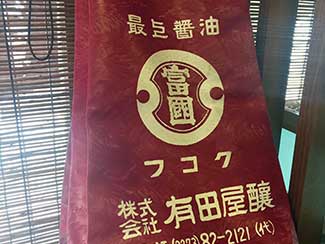 最上醤油
富國
フコク
株式会社 有田屋醸
(0273)82-2121(代)